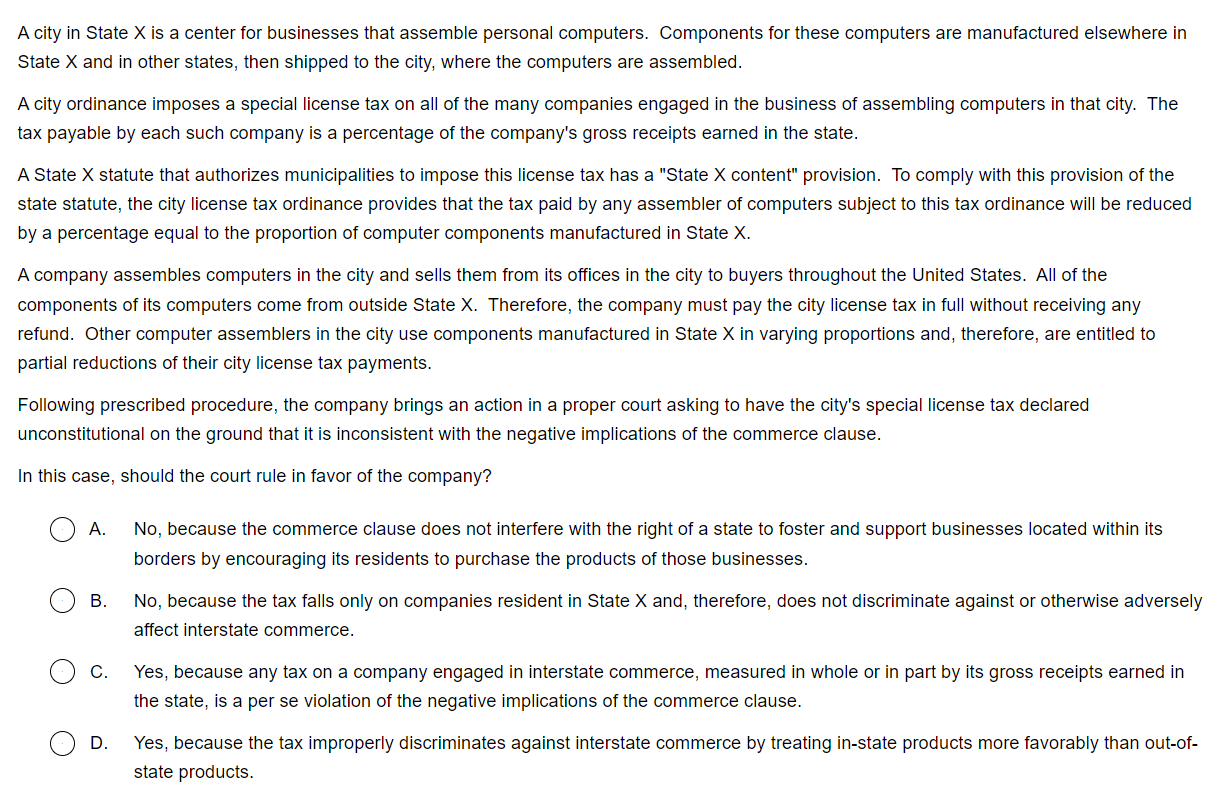 A city in State X is a center for businesses that assemble personal computers.  Components for these computers are manufactured elsewhere in
State X and in other states, then shipped to the city, where the computers are assembled.
A city ordinance imposes a special license tax on all of the many companies engaged in the business of assembling computers in that city.  The
tax payable by each such company is a percentage of the company's gross receipts earned in the state.
A State X statute that authorizes municipalities to impose this license tax has a "State X content" provision.  To comply with this provision of the
state statute, the city license tax ordinance provides that the tax paid by any assembler of computers subject to this tax ordinance will be reduced
by a percentage equal to the proportion of computer components manufactured in State X.
A company assembles computers in the city and sells them from its offices in the city to buyers throughout the United States.  All of the
components of its computers come from outside State X.  Therefore, the company must pay the city license tax in full without receiving any
refund.  Other computer assemblers in the city use components manufactured in State X in varying proportions and, therefore, are entitled to
partial reductions of their city license tax payments.
Following prescribed procedure, the company brings an action in a proper court asking to have the city's special license tax declared
unconstitutional on the ground that it is inconsistent with the negative implications of the commerce clause.
In this case, should the court rule in favor of the company?
A. No, because the commerce clause does not interfere with the right of a state to foster and support businesses located within its
borders by encouraging its residents to purchase the products of those businesses.
B. No, because the tax falls only on companies resident in State X and, therefore, does not discriminate against or otherwise adversely
affect interstate commerce.
C. Yes, because any tax on a company engaged in interstate commerce, measured in whole or in part by its gross receipts earned in
the state, is a per se violation of the negative implications of the commerce clause.
D. Yes, because the tax improperly discriminates against interstate commerce by treating in-state products more favorably than out-of-
state products.